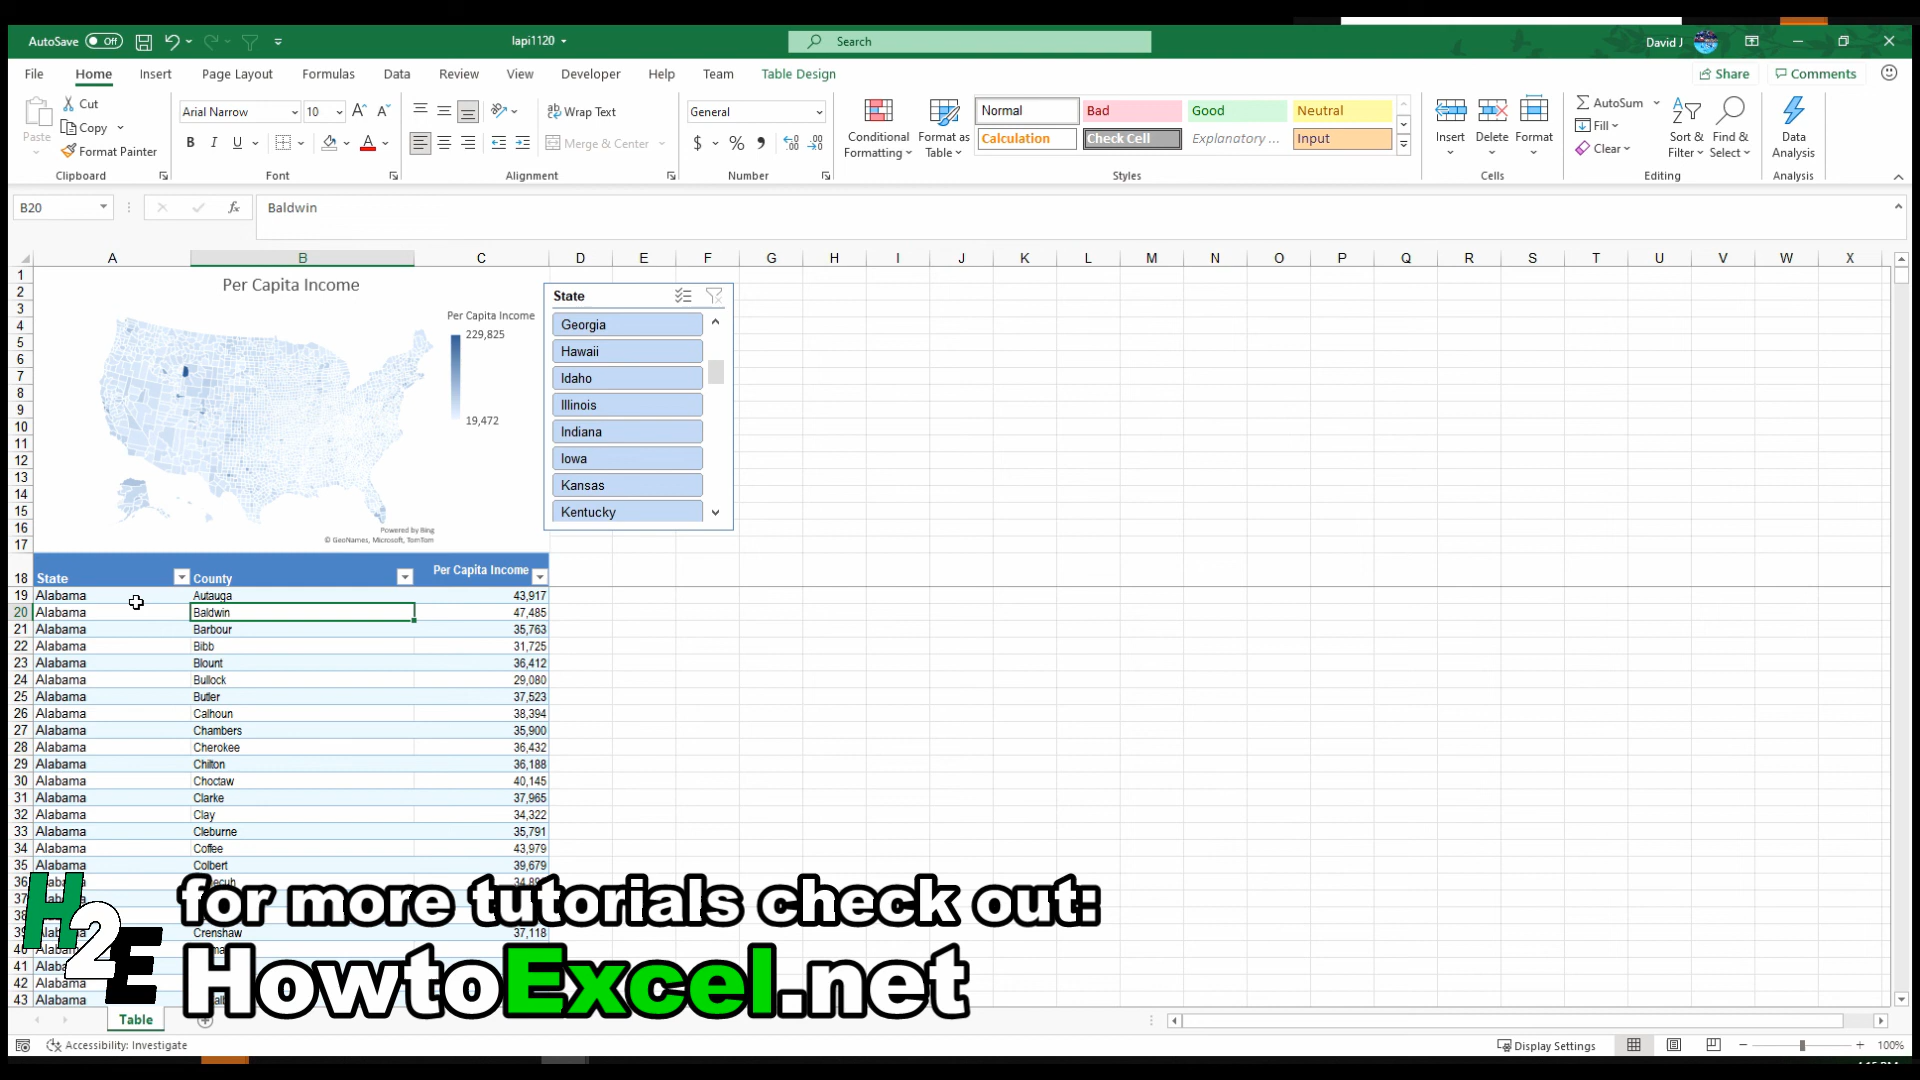 AutoSave Off lapi1120 Search David J
File Home Insert Page Layout Formulas Data Review View Developer Help Team Table Design Share Comments
Paste Cut Copy Format Painter Clipboard
Arial Narrow 10 B I U A Font
Wrap Text Merge & Center Alignment
General $ % Number
Conditional Formatting Format as Table
Normal Bad Good Neutral
Calculation Check Cell Explanatory ... Input
Styles
Insert Delete Format Cells
AutoSum Fill Clear Sort & Filter Find & Select Editing
Data Analysis Analysis
B20 fx Baldwin
A B C D E F G H I J K L M N O P Q R S T U V W X
Per Capita Income
Per Capita Income
229,825
19,472
Powered by Bing
© GeoNames, Microsoft, TomTom
State
Georgia
Hawaii
Idaho
Illinois
Indiana
Iowa
Kansas
Kentucky
1
2
3
4
5
6
7
8
9
10
11
12
13
14
15
16
17
18 State County Per Capita Income
19 Alabama Autauga 43,917
20 Alabama Baldwin 47,485
21 Alabama Barbour 35,763
22 Alabama Bibb 31,725
23 Alabama Blount 36,412
24 Alabama Bullock 29,080
25 Alabama Butler 37,523
26 Alabama Calhoun 38,394
27 Alabama Chambers 35,900
28 Alabama Cherokee 36,432
29 Alabama Chilton 36,188
30 Alabama Choctaw 40,145
31 Alabama Clarke 37,965
32 Alabama Clay 34,322
33 Alabama Cleburne 35,791
34 Alabama Coffee 43,979
35 Alabama Colbert 39,679
36
37
38
39 Crenshaw 37,118
40
41
42 Alabama
43 Alabama
H2E
for more tutorials check out:
HowtoExcel.net
Table
Accessibility: Investigate Display Settings 100%